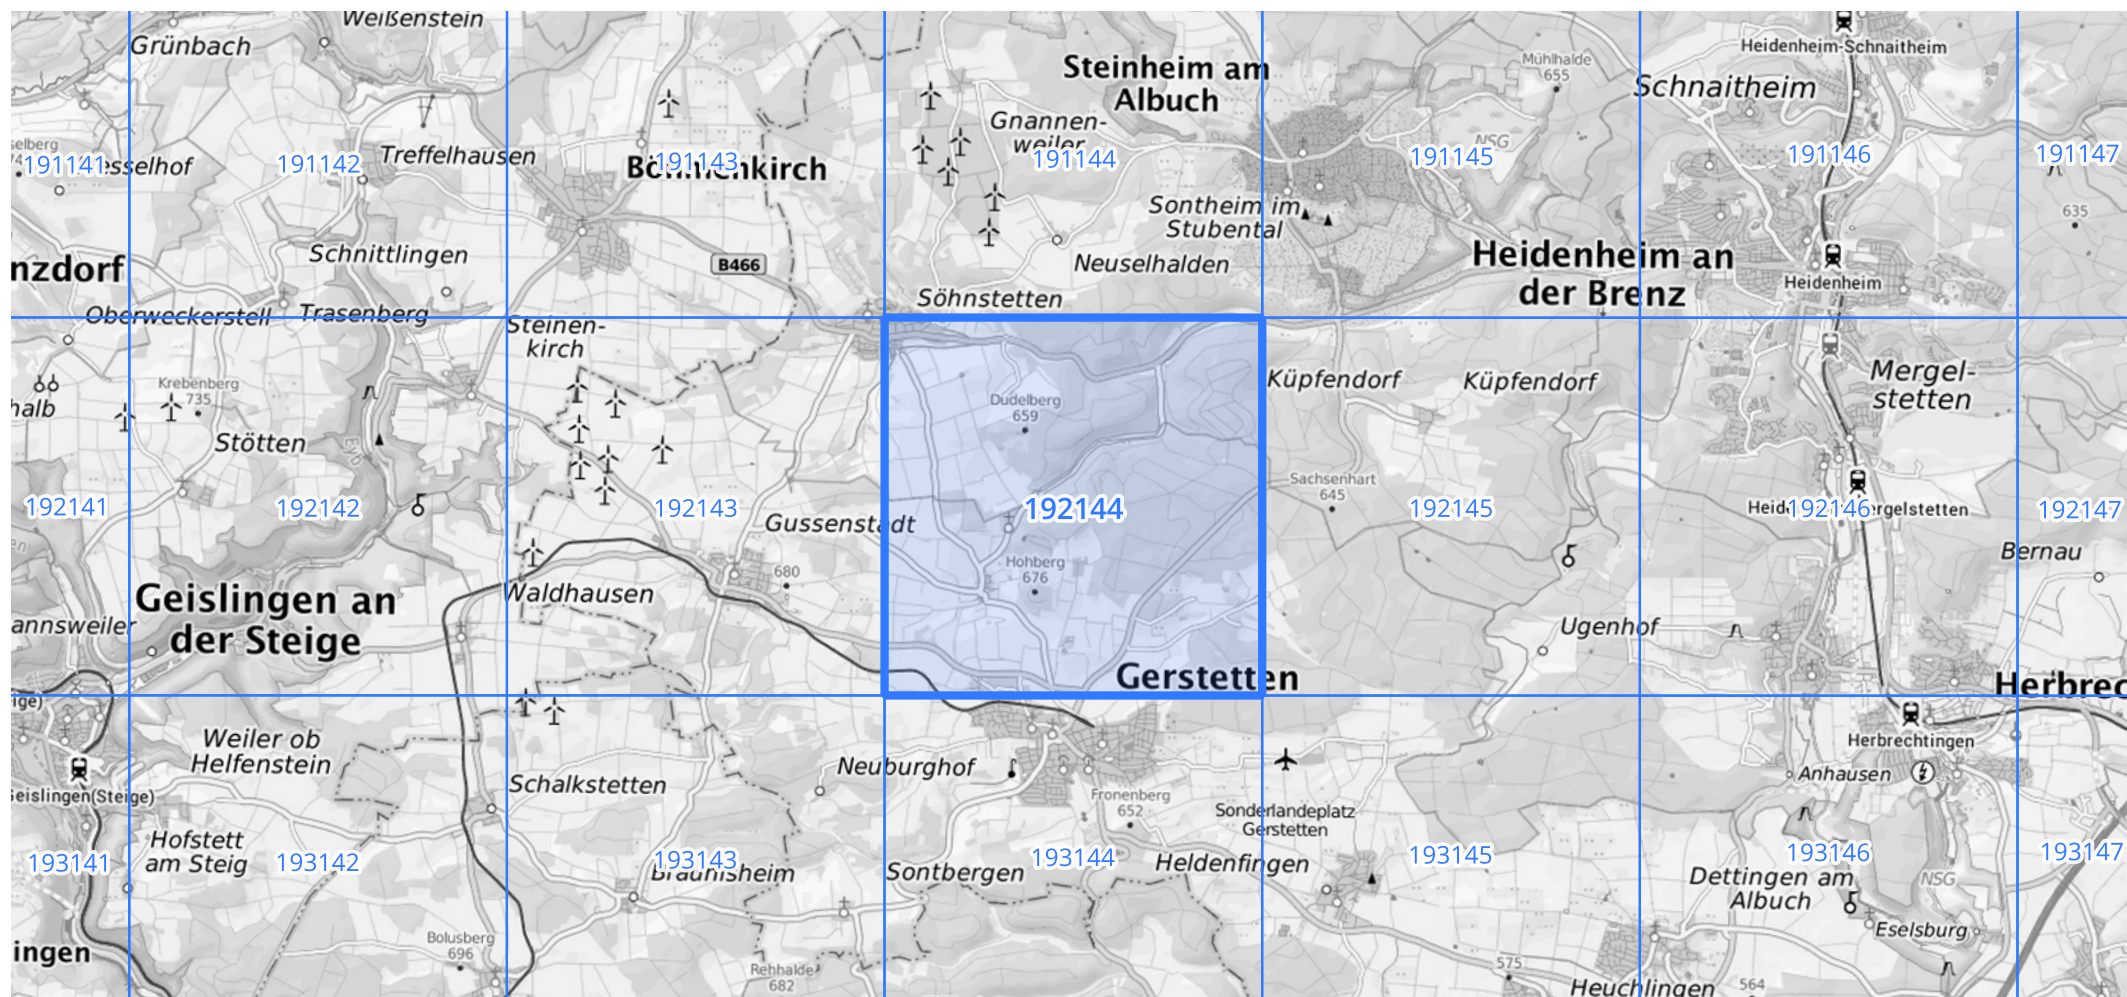 Weißenstein
Grünbach
Steinheim am
Albuch
Gnannen-
weiler
Mühlhalde
655
Heidenheim-Schnaitheim
Schnaitheim
191141
191142
Treffelhausen
191143
191144
NSG
191145
191146
191147
635
Sontheim im
Stubental
Schnittlingen
B466
Neuselhalden
Söhnstetten
Heidenheim an
der Brenz
Heidenheim
nzdorf
Oberweckerstell
Trasenberg
Steinen-
kirch
Krebenberg
735
halb
Stötten
Eyb
Dudelberg
659
Küpfendorf
Küpfendorf
Mergel-
stetten
Sachsenhart
645
192141
192142
192143
Gussenstadt
192144
192145
192146
192147
Bernau
Hohberg
676
680
Waldhausen
Geislingen an
der Steige
annsweiler
Ugenhof
Gerstetten
Herbrec
ige)
Weiler ob
Helfenstein
Schalkstetten
Neuburghof
Fronenberg
652
Sonderlandeplatz
Gerstetten
Herbrechtingen
Anhausen
Geislingen(Steige)
Hofstett
am Steig
193141
193142
193143
Braunisheim
Sontbergen
193144
Heldenfingen
193145
193146
193147
Dettingen am
Albuch
NSG
Eselsburg
ingen
Bolusberg
696
Rehhalde
682
575
Heuchlingen
564